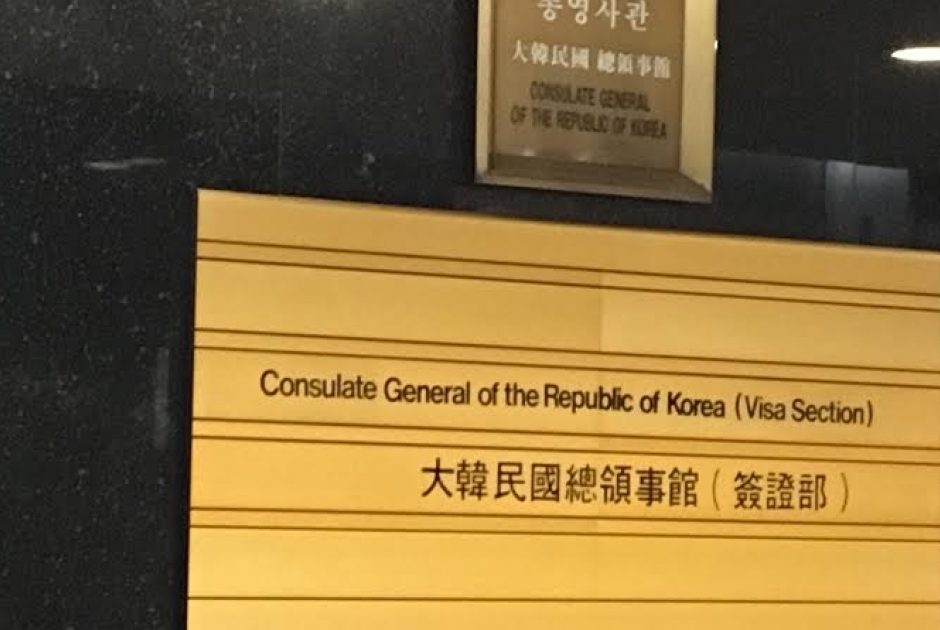 총영사관
大韓民國 總領事館
CONSULATE GENERAL
OF THE REPUBLIC OF KOREA
Consulate General of the Republic of Korea (Visa Section)
大韓民國總領事館（簽證部）